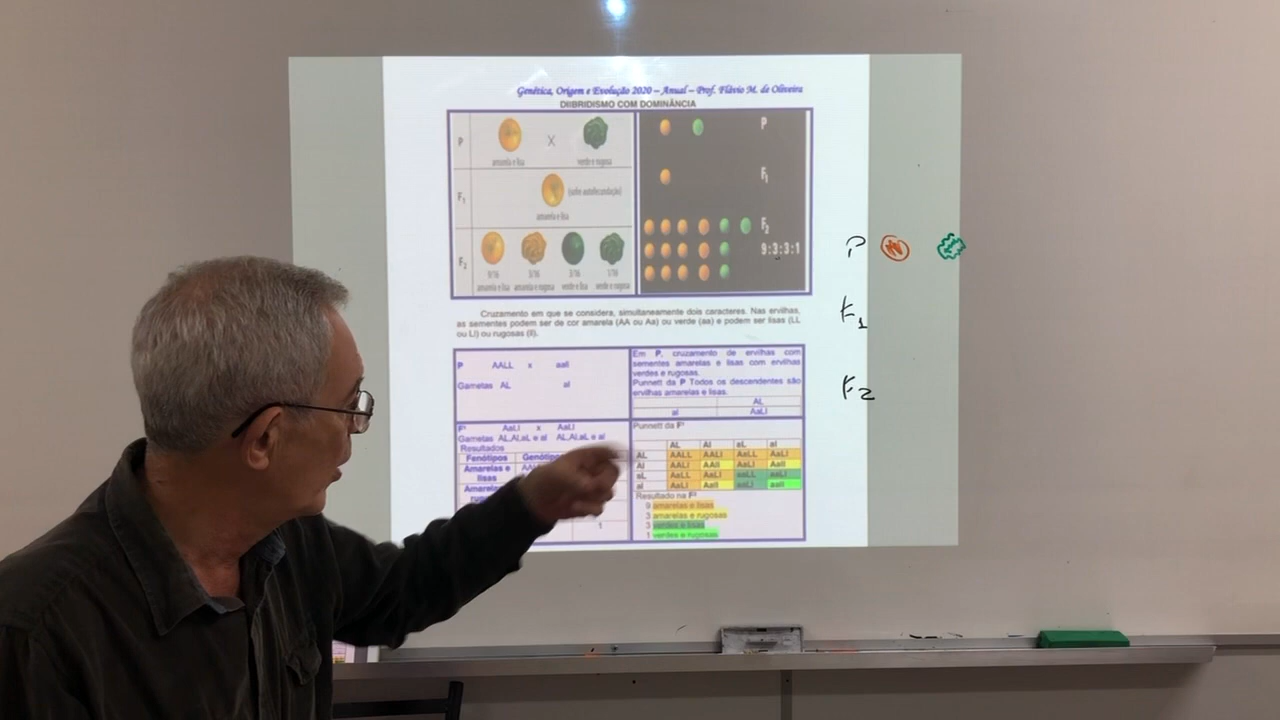 Genética, Origem e Evolução 2020 – Anual – Prof. Flávio M. de Oliveira
DIIBRIDISMO COM DOMINÂNCIA
P
X
amarela e lisa
verde e rugosa
F₁
(sofre autofecundação)
amarela e lisa
F₂
9/16 3/16 3/16 1/16
amarela e lisa amarela e rugosa verde e lisa verde e rugosa
P
F₁
F₂
9:3:3:1
Cruzamento em que se considera, simultaneamente dois caracteres. Nas ervilhas,
as sementes podem ser de cor amarela (AA ou Aa) ou verde (aa) e podem ser lisas (LL
ou Ll) ou rugosas (ll).
P AALL x aall
Gametas AL al
Em P, cruzamento de ervilhas com
sementes amarelas e lisas com ervilhas
verdes e rugosas.
Punnett da P Todos os descendentes são
ervilhas amarelas e lisas.
AL
al AaLl
F¹ AaLl x AaLl
Gametas AL,Al,aL e al AL,Al,aL e al
Resultados
Fenótipos
Amarelas e
lisas
1
Punnett da F¹
AL Al aL al
AL AALL AALl AaLL AaLl
Al AALl AAll AaLl Aall
aL AaLL AaLl aaLL aaLl
al AaLl Aall aaLl aall
Resultado na F²
9 amarelas e lisas
3 amarelas e rugosas
3 verdes e lisas
1 verdes e rugosas
P
F1
F2